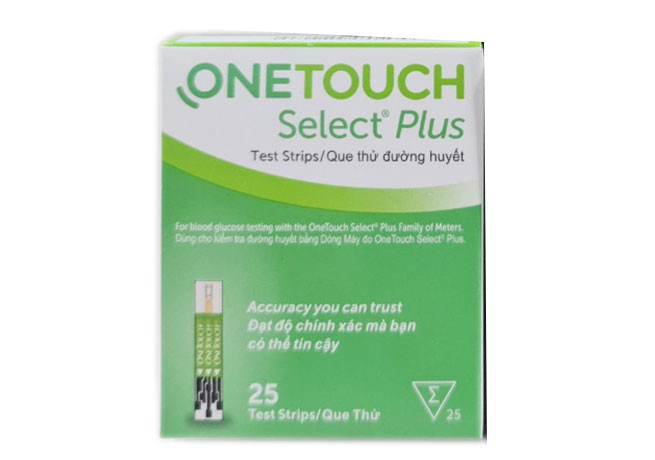 ONETOUCH
Select® Plus
Test Strips/Que thử đường huyết
For blood glucose testing with the OneTouch Select® Plus Family of Meters.
Dùng cho kiểm tra đường huyết bằng Dòng Máy đo OneTouch Select® Plus.
Accuracy you can trust
Đạt độ chính xác mà bạn
có thể tin cậy
25
Test Strips/Que Thử
Σ
25